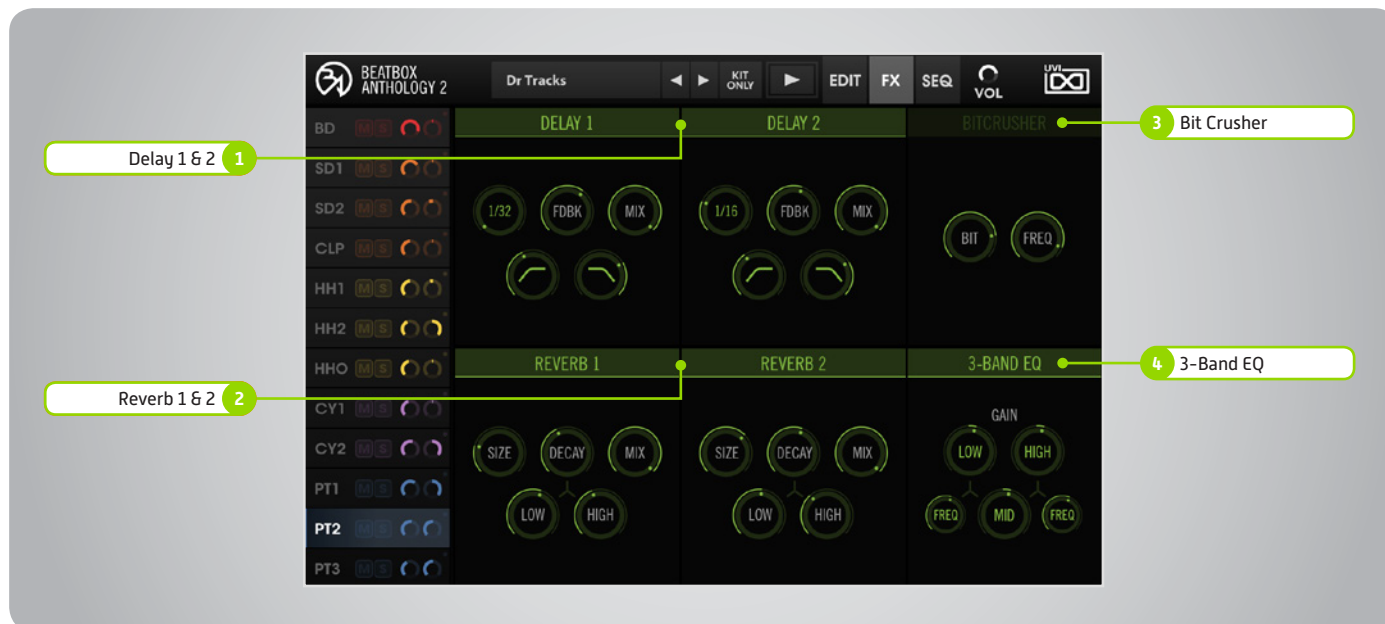 BEATBOX
ANTHOLOGY 2
Dr Tracks
KIT
ONLY
EDIT
FX
SEQ
VOL
UVI
BD M S
DELAY 1
DELAY 2
BITCRUSHER
3 Bit Crusher
Delay 1 & 2 1
SD1 M S
SD2 M S
1/32 FDBK MIX
1/16 FDBK MIX
BIT FREQ
CLP M S
HH1 M S
HH2 M S
HHO M S
REVERB 1
REVERB 2
3-BAND EQ
4 3-Band EQ
Reverb 1 & 2 2
CY1 M S
GAIN
CY2 M S
SIZE DECAY MIX
SIZE DECAY MIX
LOW HIGH
PT1 M S
PT2 M S
LOW HIGH
LOW HIGH
FREQ MID FREQ
PT3 M S